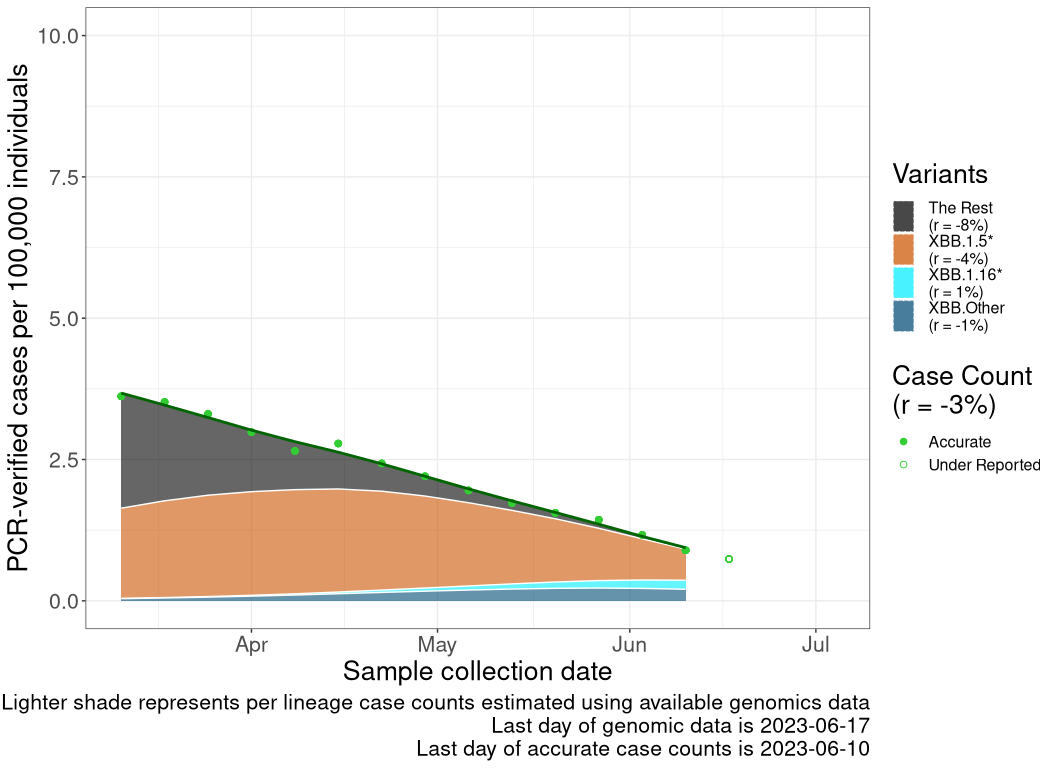 PCR-verified cases per 100,000 individuals
10.0
7.5
5.0
2.5
0.0
Apr
May
Jun
Jul
Sample collection date
Variants
The Rest
(r = -8%)
XBB.1.5*
(r = -4%)
XBB.1.16*
(r = 1%)
XBB.Other
(r = -1%)
Case Count
(r = -3%)
Accurate
Under Reported
Lighter shade represents per lineage case counts estimated using available genomics data
Last day of genomic data is 2023-06-17
Last day of accurate case counts is 2023-06-10